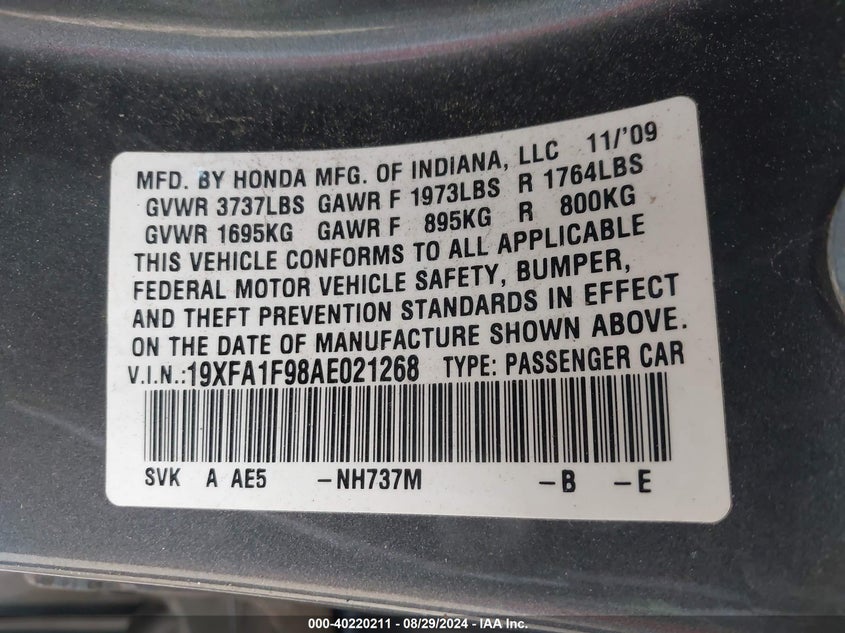 MFD. BY HONDA MFG. OF INDIANA, LLC 11/'09
GVWR 3737LBS GAWR F 1973LBS R 1764LBS
GVWR 1695KG GAWR F 895KG R 800KG
THIS VEHICLE CONFORMS TO ALL APPLICABLE
FEDERAL MOTOR VEHICLE SAFETY, BUMPER,
AND THEFT PREVENTION STANDARDS IN EFFECT
ON THE DATE OF MANUFACTURE SHOWN ABOVE.
V.I.N.:19XFA1F98AE021268 TYPE: PASSENGER CAR
SVK A AE5 -NH737M -B -E
000-40220211 - 08/29/2024 - IAA Inc.